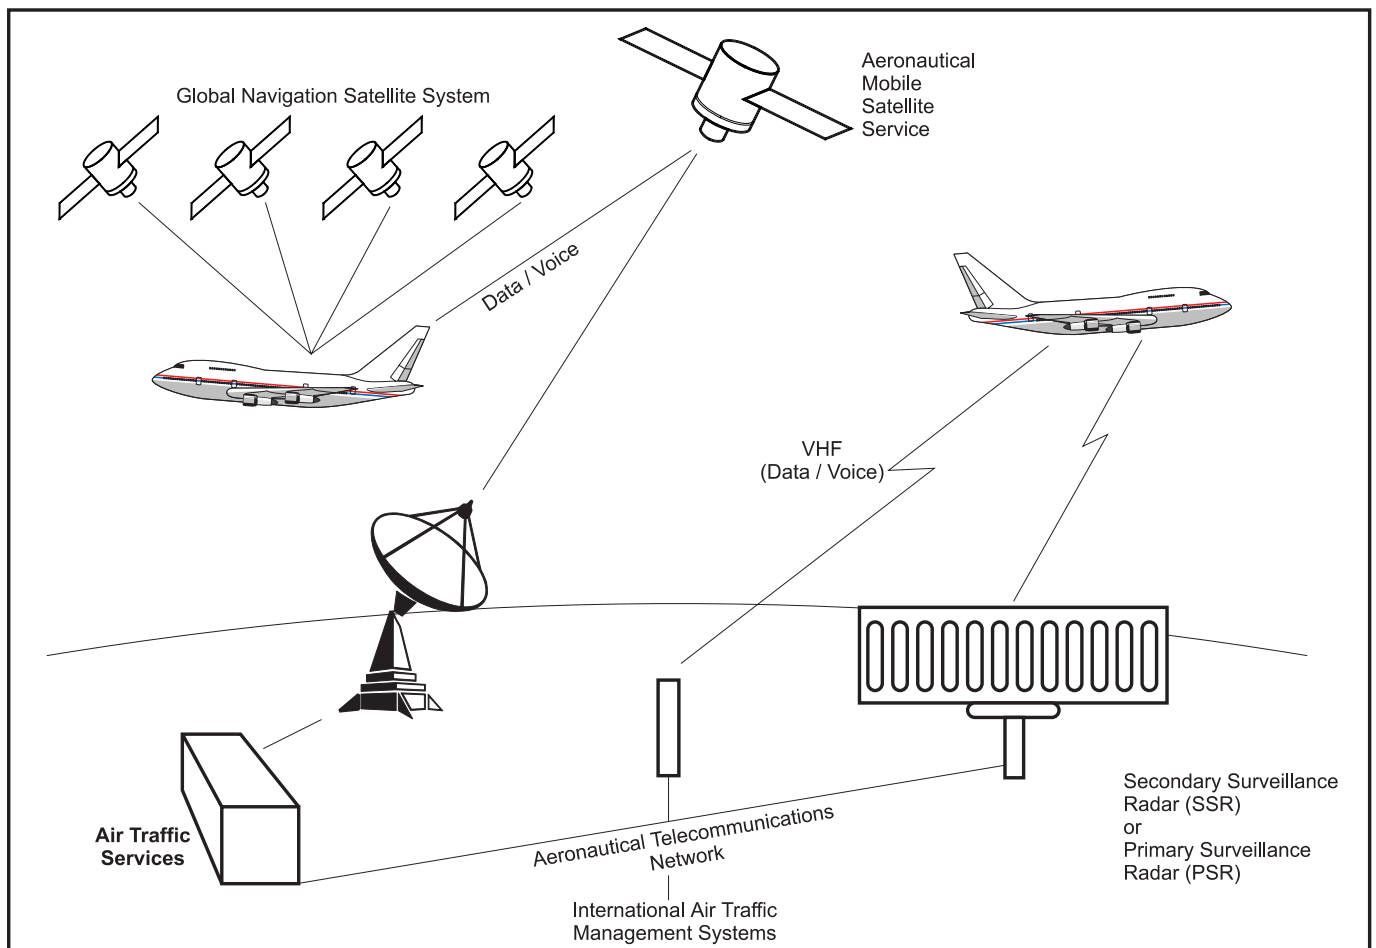 Global Navigation Satellite System
Aeronautical
Mobile
Satellite
Service
Data / Voice
VHF
(Data / Voice)
Air Traffic
Services
Aeronautical Telecommunications
Network
International Air Traffic
Management Systems
Secondary Surveillance
Radar (SSR)
or
Primary Surveillance
Radar (PSR)